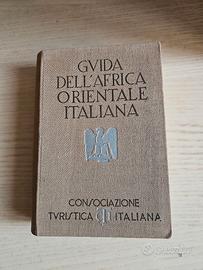 GVIDA
DELL'AFRICA
ORIENTALE
ITALIANA
CONSOCIAZIONE
TVRISTICA ITALIANA